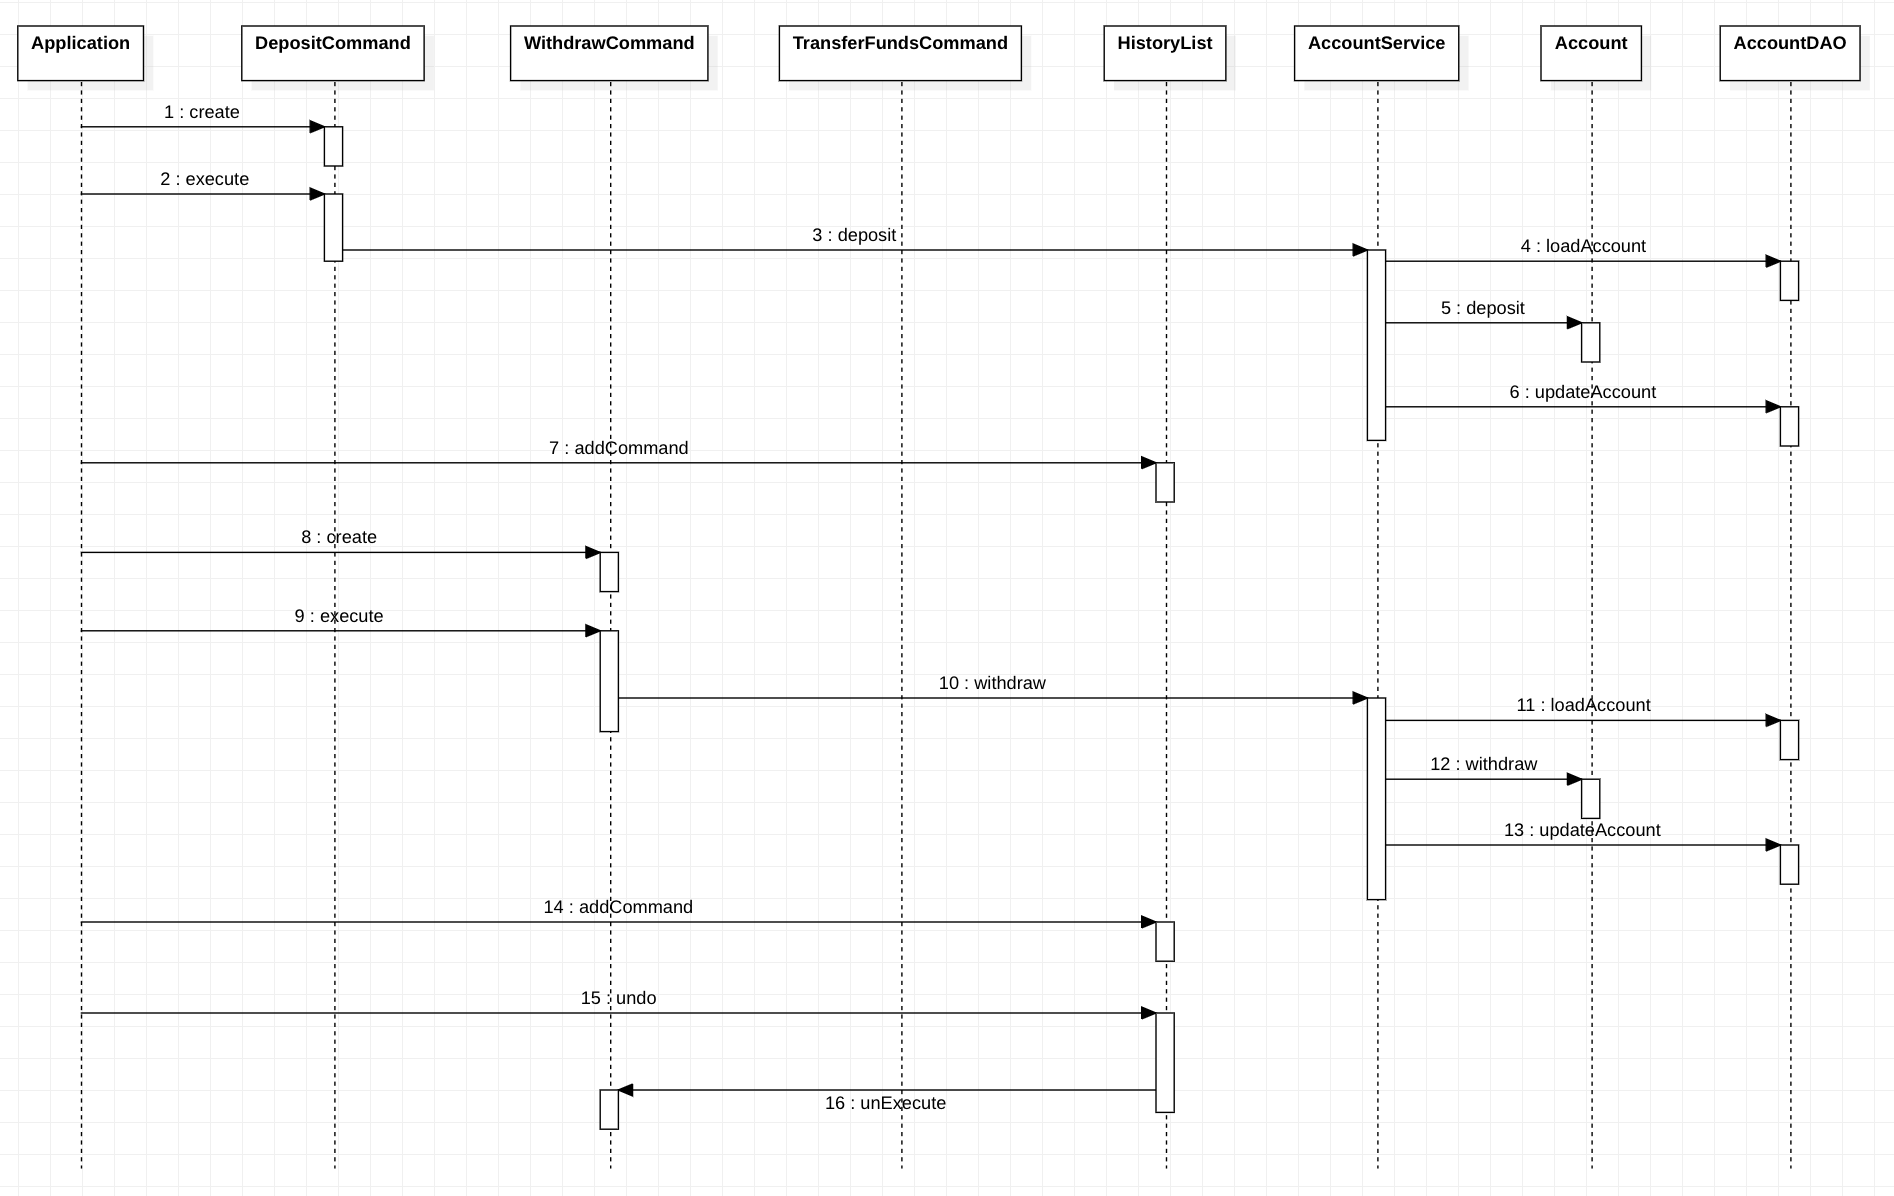 Application
DepositCommand
WithdrawCommand
TransferFundsCommand
HistoryList
AccountService
Account
AccountDAO
1 : create
2 : execute
3 : deposit
4 : loadAccount
5 : deposit
6 : updateAccount
7 : addCommand
8 : create
9 : execute
10 : withdraw
11 : loadAccount
12 : withdraw
13 : updateAccount
14 : addCommand
15 : undo
16 : unExecute